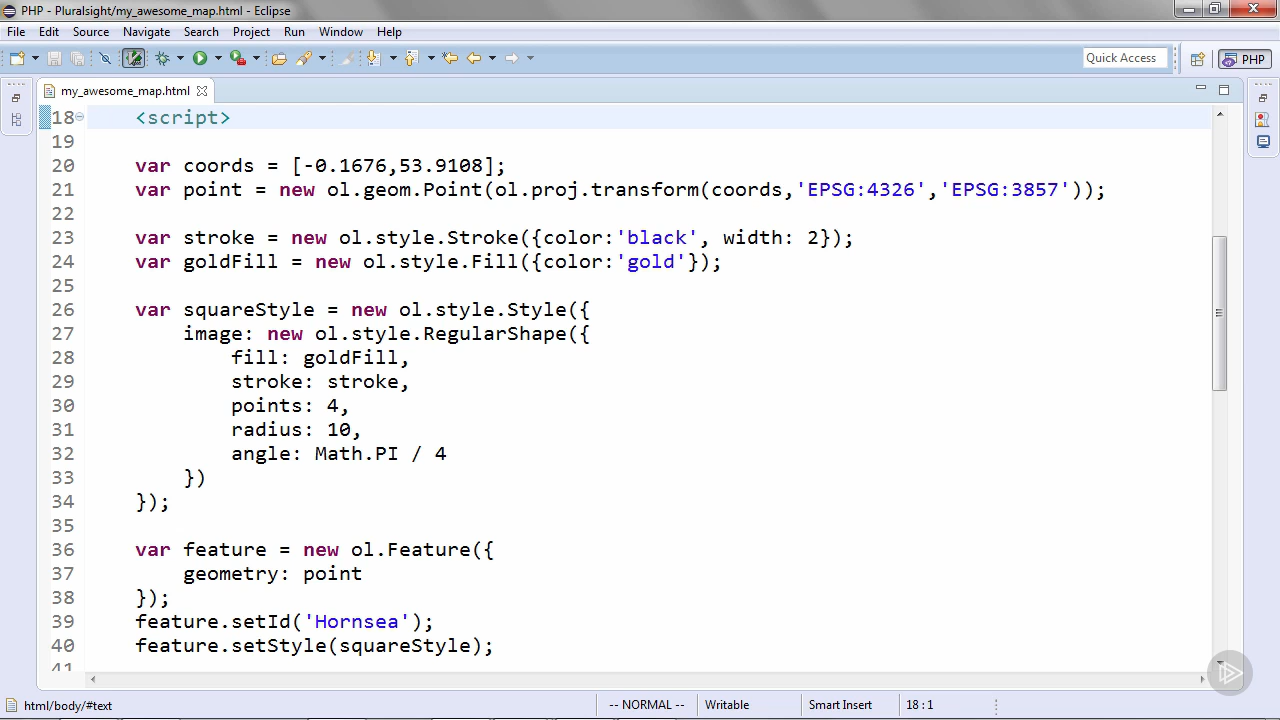 PHP - Pluralsight/my_awesome_map.html - Eclipse
File Edit Source Navigate Search Project Run Window Help
Quick Access
PHP
my_awesome_map.html
18 <script>
19
20 var coords = [-0.1676,53.9108];
21 var point = new ol.geom.Point(ol.proj.transform(coords,'EPSG:4326','EPSG:3857'));
22
23 var stroke = new ol.style.Stroke({color:'black', width: 2});
24 var goldFill = new ol.style.Fill({color:'gold'});
25
26 var squareStyle = new ol.style.Style({
27 image: new ol.style.RegularShape({
28 fill: goldFill,
29 stroke: stroke,
30 points: 4,
31 radius: 10,
32 angle: Math.PI / 4
33 })
34 });
35
36 var feature = new ol.Feature({
37 geometry: point
38 });
39 feature.setId('Hornsea');
40 feature.setStyle(squareStyle);
41
html/body/#text
-- NORMAL --
Writable
Smart Insert
18 : 1